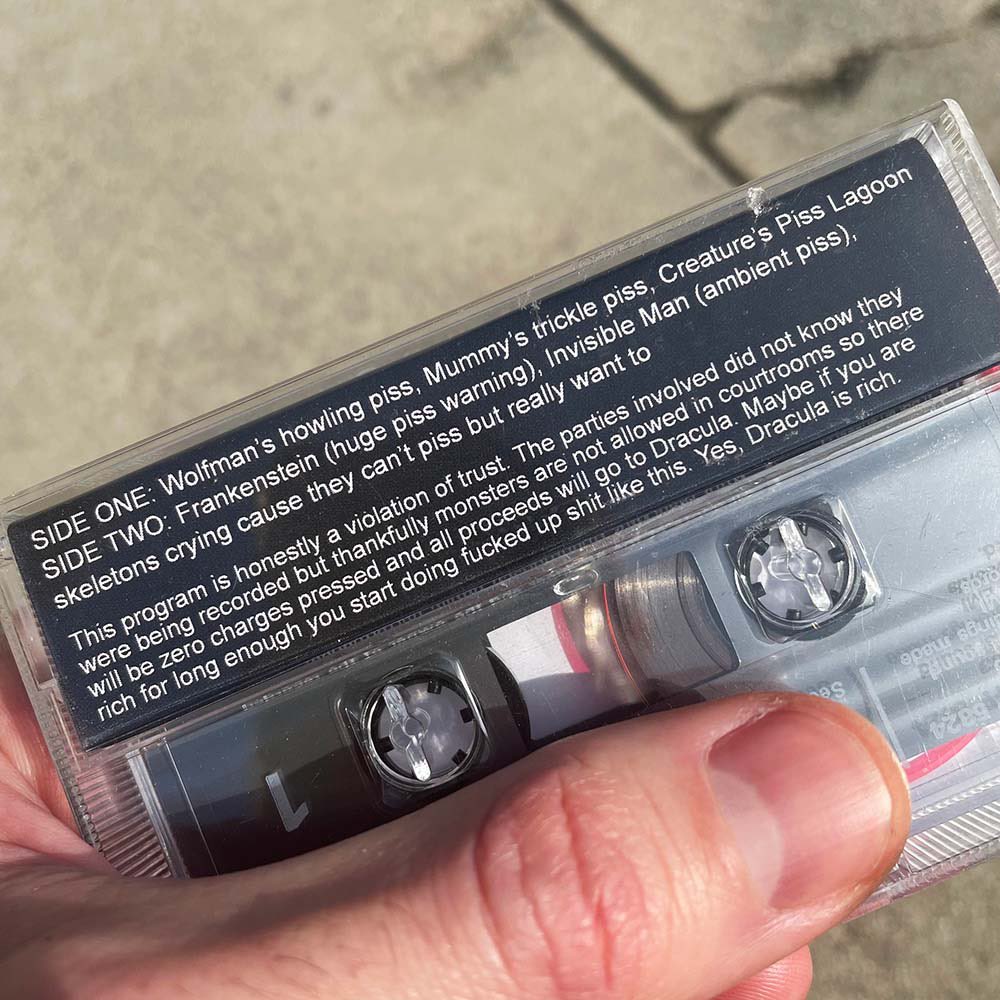 SIDE ONE: Wolfman's howling piss, Mummy's trickle piss, Creature's Piss Lagoon
SIDE TWO: Frankenstein (huge piss warning), Invisible Man (ambient piss),
skeletons crying cause they can't piss but really want to
This program is honestly a violation of trust. The parties involved did not know they
were being recorded but thankfully monsters are not allowed in courtrooms so there
will be zero charges pressed and all proceeds will go to Dracula. Maybe if you are
rich for long enough you start doing fucked up shit like this. Yes, Dracula is rich.
1